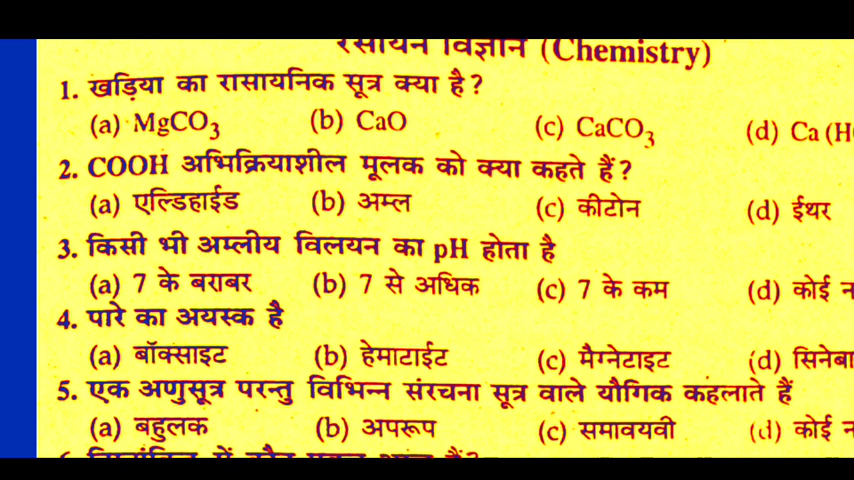 रसायन विज्ञान (Chemistry)
1. खड़िया का रासायनिक सूत्र क्या है?
(a) MgCO₃ (b) CaO (c) CaCO₃ (d) Ca (H
2. COOH अभिक्रियाशील मूलक को क्या कहते हैं?
(a) एल्डिहाईड (b) अम्ल (c) कीटोन (d) ईथर
3. किसी भी अम्लीय विलयन का pH होता है
(a) 7 के बराबर (b) 7 से अधिक (c) 7 के कम (d) कोई न
4. पारे का अयस्क है
(a) बॉक्साइट (b) हेमाटाईट (c) मैग्नेटाइट (d) सिनेबा
5. एक अणुसूत्र परन्तु विभिन्न संरचना सूत्र वाले यौगिक कहलाते हैं
(a) बहुलक (b) अपरूप (c) समावयवी (d) कोई न